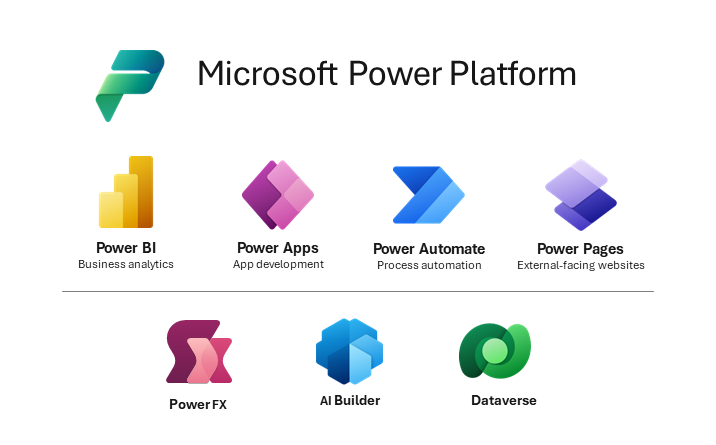 Microsoft Power Platform
Power BI
Business analytics
Power Apps
App development
Power Automate
Process automation
Power Pages
External-facing websites
Power FX
AI Builder
Dataverse